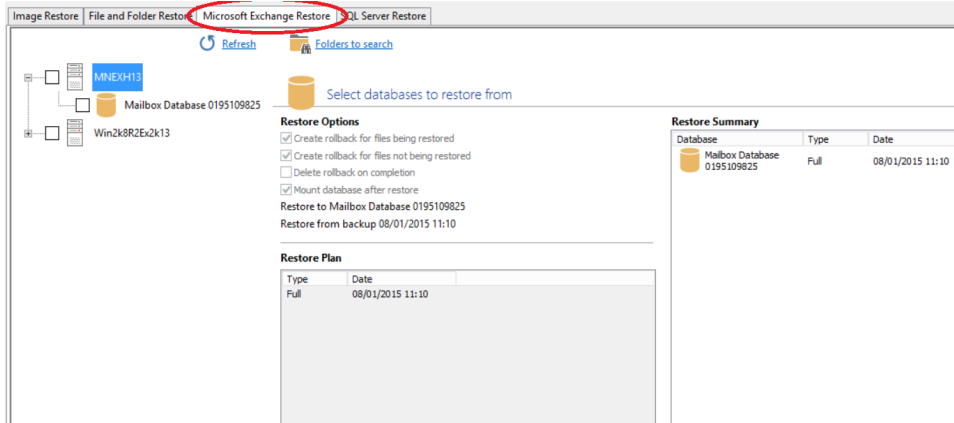 Image Restore File and Folder Restore Microsoft Exchange Restore SQL Server Restore
Refresh Folders to search
MNEXH13
Mailbox Database 0195109825
Win2k8R2Ex2k13
Select databases to restore from
Restore Options
Create rollback for files being restored
Create rollback for files not being restored
Delete rollback on completion
Mount database after restore
Restore to Mailbox Database 0195109825
Restore from backup 08/01/2015 11:10
Restore Plan
Type Date
Full 08/01/2015 11:10
Restore Summary
Database Type Date
Mailbox Database
0195109825 Full 08/01/2015 11:10